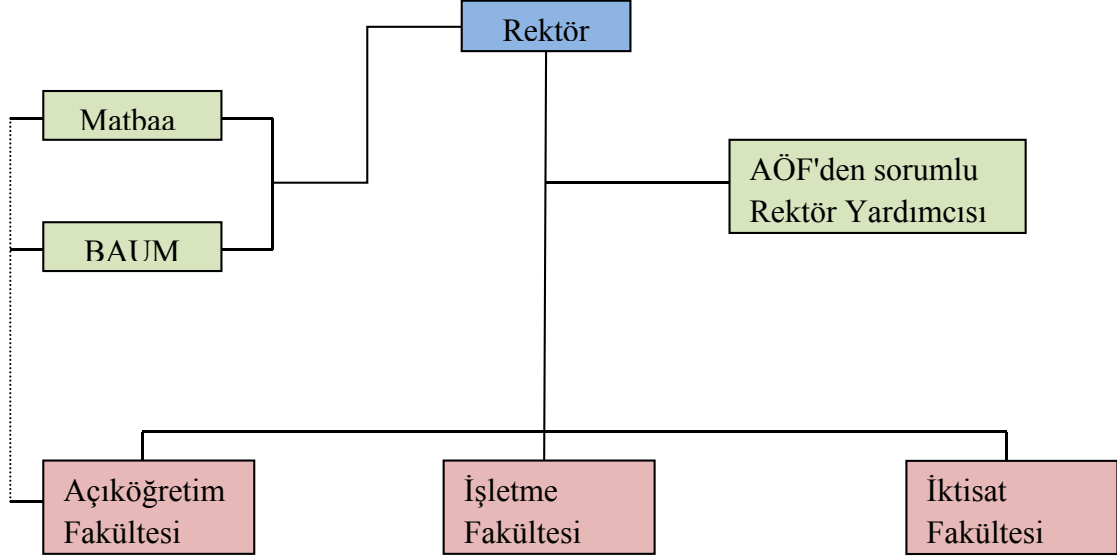 Rektör
Matbaa
AÖF'den sorumlu
Rektör Yardımcısı
BAUM
Açıköğretim
Fakültesi
İşletme
Fakültesi
İktisat
Fakültesi